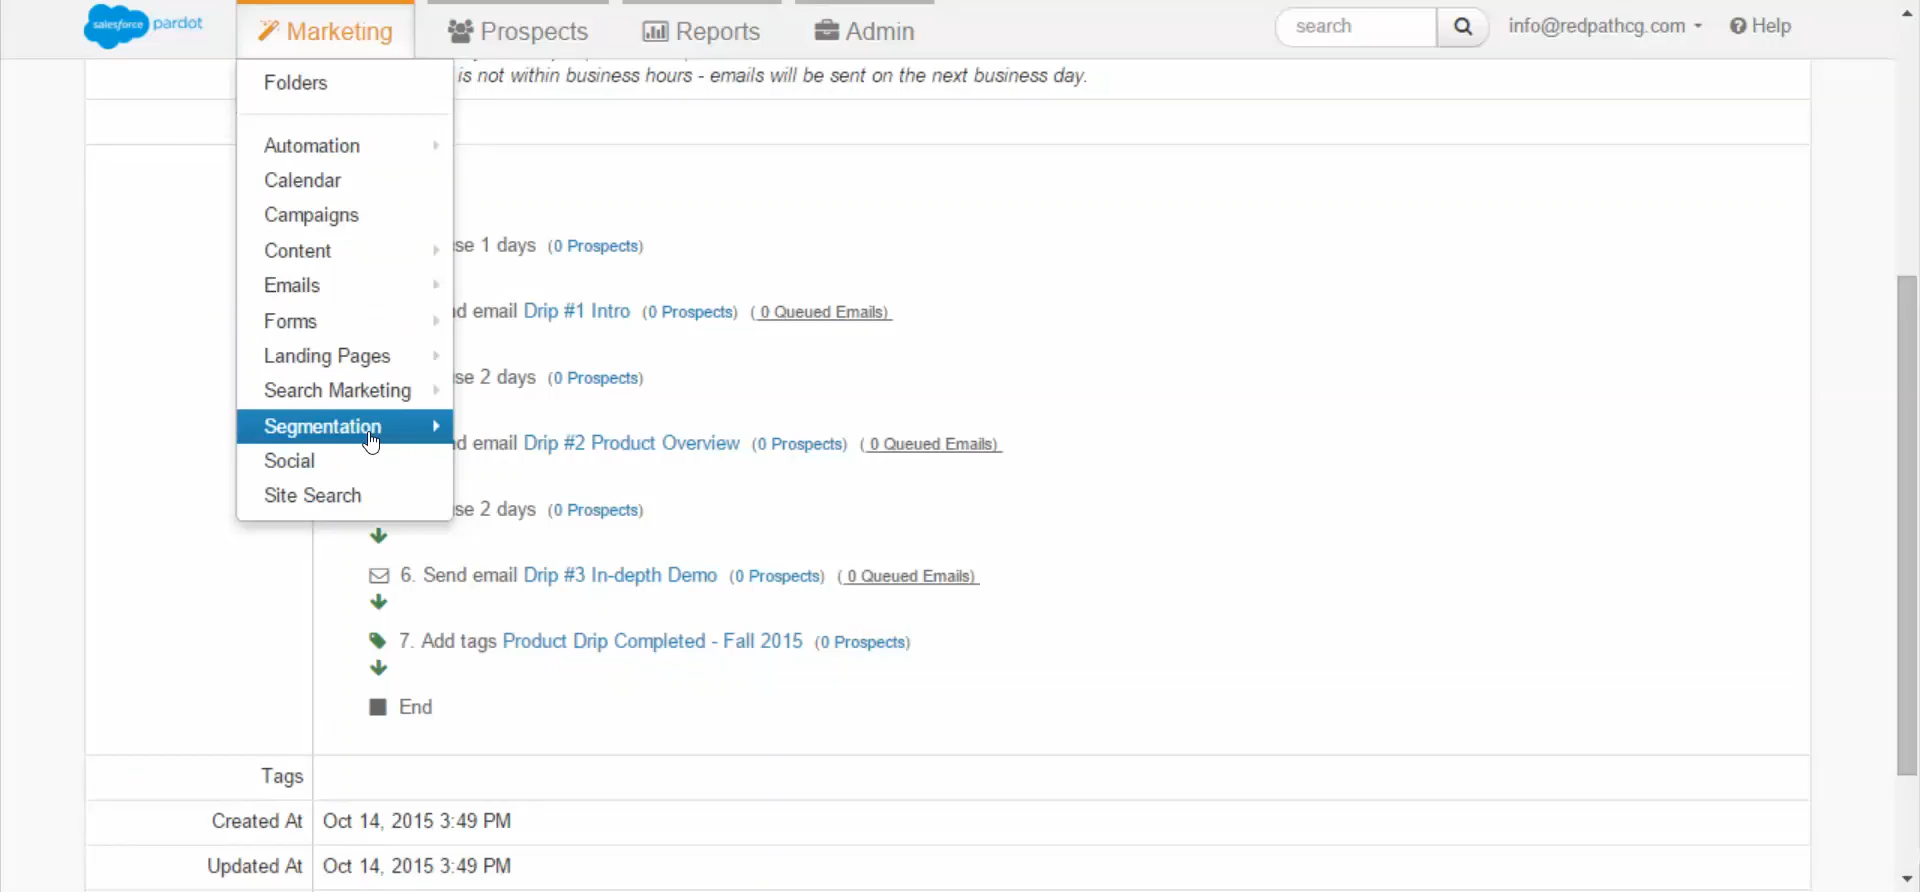 salesforce pardot Marketing Prospects Reports Admin search info@redpathcg.com Help
Folders
is not within business hours - emails will be sent on the next business day.
Automation
Calendar
Campaigns
Content
se 1 days (0 Prospects)
Emails
Forms
d email Drip #1 Intro (0 Prospects) ( 0 Queued Emails)
Landing Pages
Search Marketing
se 2 days (0 Prospects)
Segmentation
d email Drip #2 Product Overview (0 Prospects) ( 0 Queued Emails)
Social
Site Search
se 2 days (0 Prospects)
6. Send email Drip #3 In-depth Demo (0 Prospects) ( 0 Queued Emails)
7. Add tags Product Drip Completed - Fall 2015 (0 Prospects)
End
Tags
Created At Oct 14, 2015 3:49 PM
Updated At Oct 14, 2015 3:49 PM